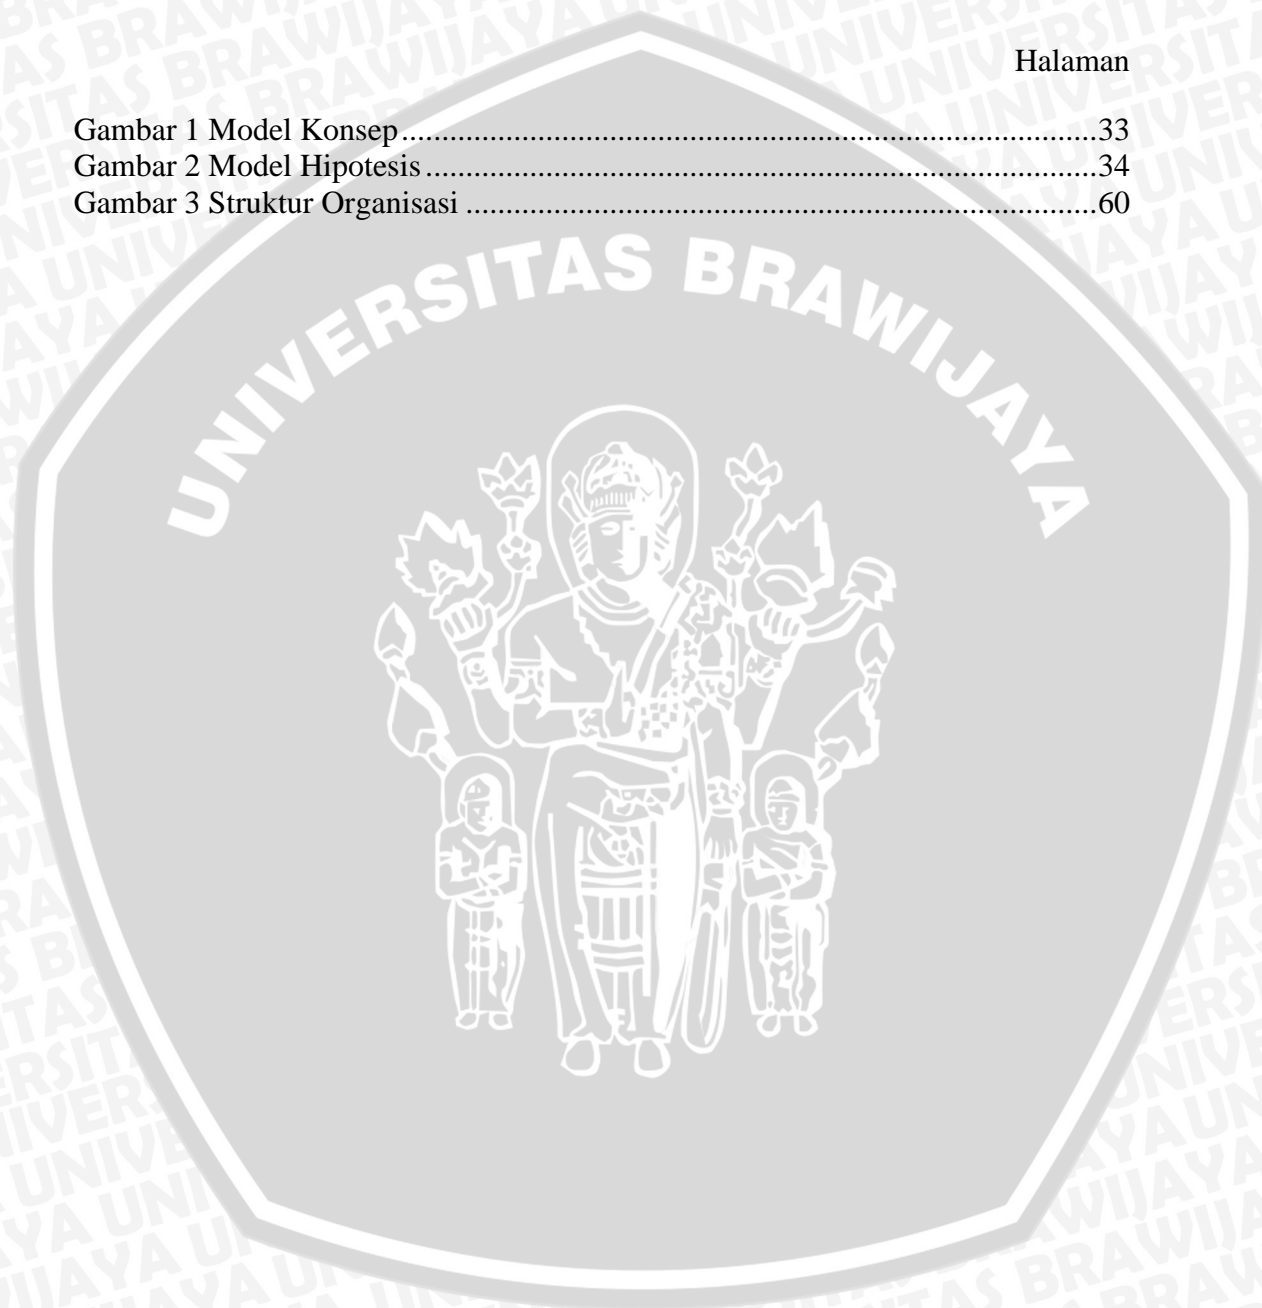 Halaman
Gambar 1 Model Konsep.......................................................................................33
Gambar 2 Model Hipotesis....................................................................................34
Gambar 3 Struktur Organisasi ...............................................................................60
UNIVERSITAS BRAWIJAYA